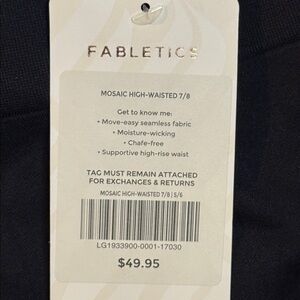 FABLETICS
MOSAIC HIGH-WAISTED 7/8
Get to know me:
• Move-easy seamless fabric
• Moisture-wicking
• Chafe-free
• Supportive high-rise waist
TAG MUST REMAIN ATTACHED
FOR EXCHANGES & RETURNS
MOSAIC HIGH-WAISTED 7/8 | S/6
LG1933900-0001-17030
$49.95